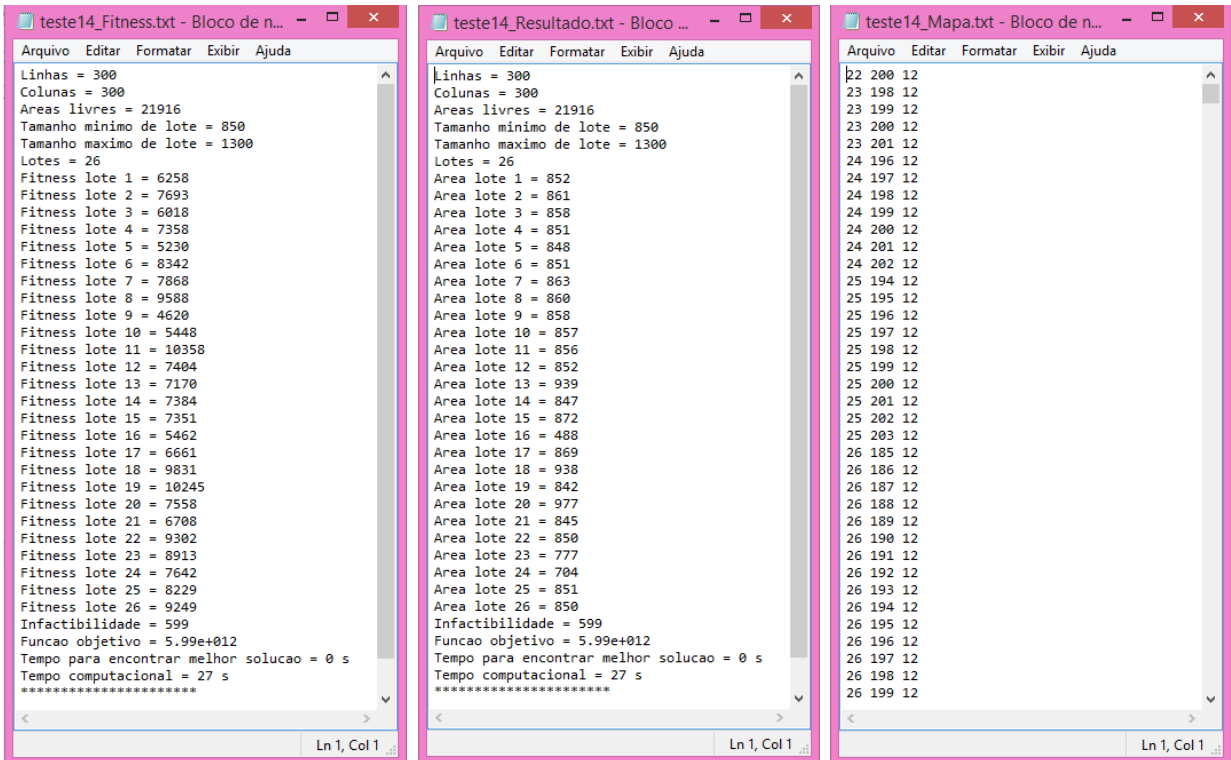 teste14_Fitness.txt - Bloco de n...
Arquivo Editar Formatar Exibir Ajuda
Linhas = 300
Colunas = 300
Areas livres = 21916
Tamanho minimo de lote = 850
Tamanho maximo de lote = 1300
Lotes = 26
Fitness lote 1 = 6258
Fitness lote 2 = 7693
Fitness lote 3 = 6018
Fitness lote 4 = 7358
Fitness lote 5 = 5230
Fitness lote 6 = 8342
Fitness lote 7 = 7868
Fitness lote 8 = 9588
Fitness lote 9 = 4620
Fitness lote 10 = 5448
Fitness lote 11 = 10358
Fitness lote 12 = 7404
Fitness lote 13 = 7170
Fitness lote 14 = 7384
Fitness lote 15 = 7351
Fitness lote 16 = 5462
Fitness lote 17 = 6661
Fitness lote 18 = 9831
Fitness lote 19 = 10245
Fitness lote 20 = 7558
Fitness lote 21 = 6708
Fitness lote 22 = 9302
Fitness lote 23 = 8913
Fitness lote 24 = 7642
Fitness lote 25 = 8229
Fitness lote 26 = 9249
Infactibilidade = 599
Funcao objetivo = 5.99e+012
Tempo para encontrar melhor solucao = 0 s
Tempo computacional = 27 s
**********************
Ln 1, Col 1
teste14_Resultado.txt - Bloco ...
Arquivo Editar Formatar Exibir Ajuda
Linhas = 300
Colunas = 300
Areas livres = 21916
Tamanho minimo de lote = 850
Tamanho maximo de lote = 1300
Lotes = 26
Area lote 1 = 852
Area lote 2 = 861
Area lote 3 = 858
Area lote 4 = 851
Area lote 5 = 848
Area lote 6 = 851
Area lote 7 = 863
Area lote 8 = 860
Area lote 9 = 858
Area lote 10 = 857
Area lote 11 = 856
Area lote 12 = 852
Area lote 13 = 939
Area lote 14 = 847
Area lote 15 = 872
Area lote 16 = 488
Area lote 17 = 869
Area lote 18 = 938
Area lote 19 = 842
Area lote 20 = 977
Area lote 21 = 845
Area lote 22 = 850
Area lote 23 = 777
Area lote 24 = 704
Area lote 25 = 851
Area lote 26 = 850
Infactibilidade = 599
Funcao objetivo = 5.99e+012
Tempo para encontrar melhor solucao = 0 s
Tempo computacional = 27 s
**********************
Ln 1, Col 1
teste14_Mapa.txt - Bloco de n...
Arquivo Editar Formatar Exibir Ajuda
22 200 12
23 198 12
23 199 12
23 200 12
23 201 12
24 196 12
24 197 12
24 198 12
24 199 12
24 200 12
24 201 12
24 202 12
25 194 12
25 195 12
25 196 12
25 197 12
25 198 12
25 199 12
25 200 12
25 201 12
25 202 12
25 203 12
26 185 12
26 186 12
26 187 12
26 188 12
26 189 12
26 190 12
26 191 12
26 192 12
26 193 12
26 194 12
26 195 12
26 196 12
26 197 12
26 198 12
26 199 12
Ln 1, Col 1